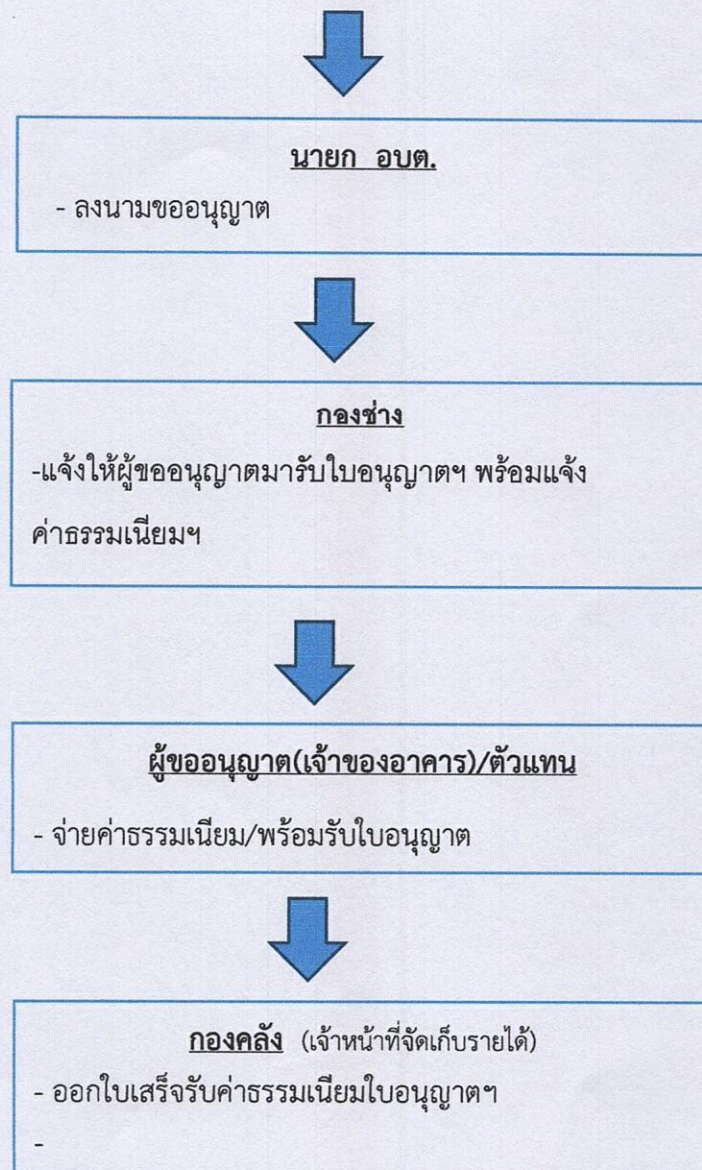 นายก อบต.
- ลงนามขออนุญาต
กองช่าง
-แจ้งให้ผู้ขออนุญาตมารับใบอนุญาตฯ พร้อมแจ้ง
ค่าธรรมเนียมฯ
ผู้ขออนุญาต(เจ้าของอาคาร)/ตัวแทน
- จ่ายค่าธรรมเนียม/พร้อมรับใบอนุญาต
กองคลัง (เจ้าหน้าที่จัดเก็บรายได้)
- ออกใบเสร็จรับค่าธรรมเนียมใบอนุญาตฯ
-